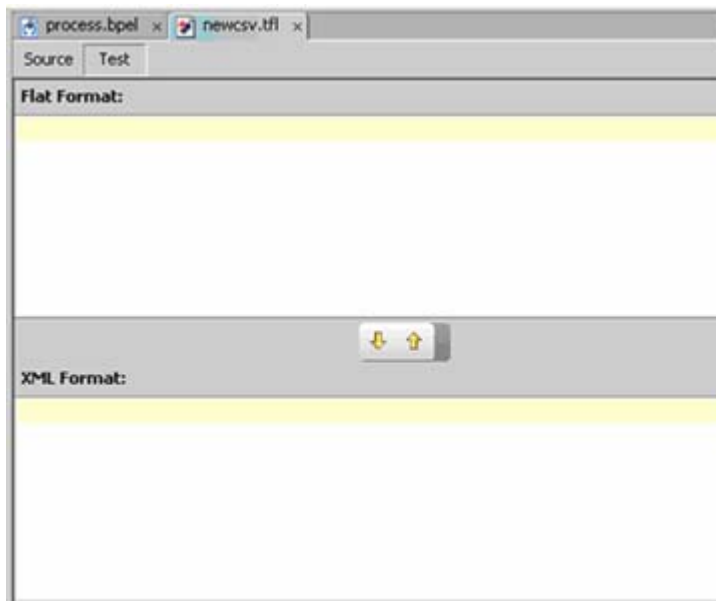 process.bpel x newcsv.tfl x
Source Test
Flat Format:
XML Format: